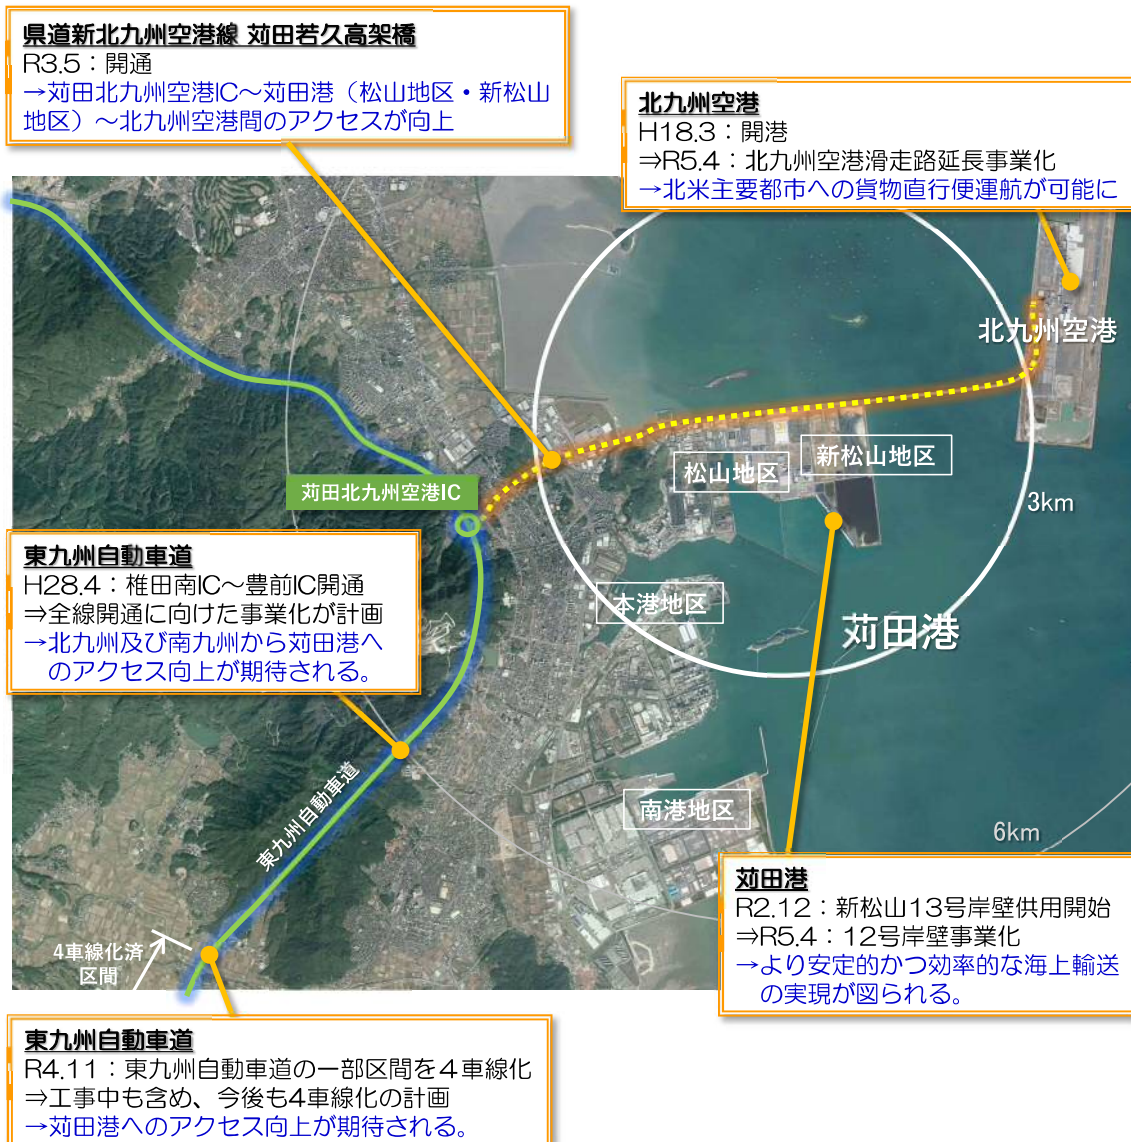 県道新北九州空港線 苅田若久高架橋
R3.5：開通
→苅田北九州空港IC～苅田港（松山地区・新松山
地区）～北九州空港間のアクセスが向上
北九州空港
H18.3：開港
⇒R5.4：北九州空港滑走路延長事業化
→北米主要都市への貨物直行便運航が可能に
北九州空港
松山地区
新松山地区
苅田北九州空港IC
3km
東九州自動車道
H28.4：椎田南IC～豊前IC開通
⇒全線開通に向けた事業化が計画
→北九州及び南九州から苅田港へ
のアクセス向上が期待される。
本港地区
苅田港
東九州自動車道
南港地区
6km
苅田港
R2.12：新松山13号岸壁供用開始
⇒R5.4：12号岸壁事業化
→より安定的かつ効率的な海上輸送
の実現が図られる。
4車線化済
区間
東九州自動車道
R4.11：東九州自動車道の一部区間を４車線化
⇒工事中も含め、今後も4車線化の計画
→苅田港へのアクセス向上が期待される。